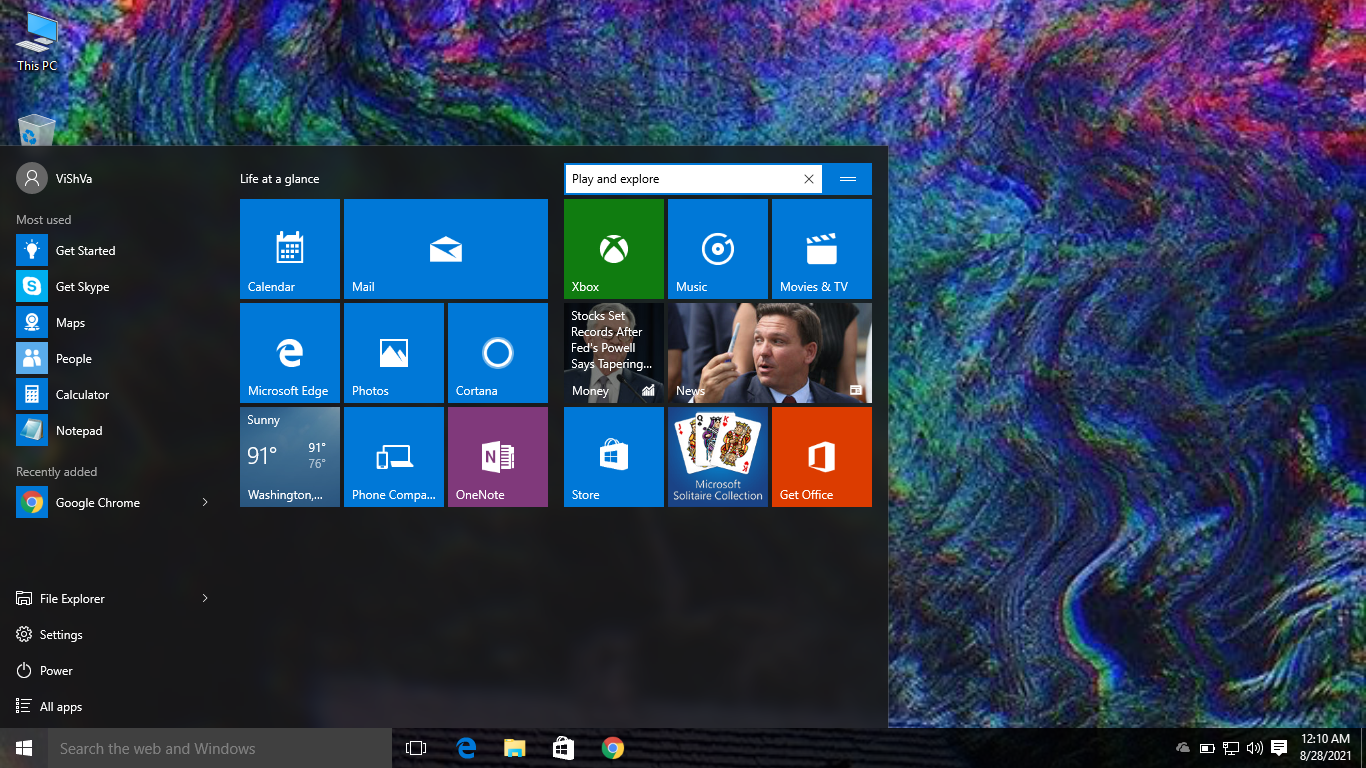 This PC
ViShVa
Most used
Get Started
Get Skype
Maps
People
Calculator
Notepad
Recently added
Google Chrome
File Explorer
Settings
Power
All apps
Life at a glance
Calendar
Mail
Microsoft Edge
Photos
Cortana
Sunny
91°
91°
76°
Washington,...
Phone Compa...
OneNote
Play and explore
Xbox
Music
Movies & TV
Stocks Set
Records After
Fed's Powell
Says Tapering...
Money
News
Store
J
Q
K
K
Microsoft
Solitaire Collection
Get Office
Search the web and Windows
12:10 AM
8/28/2021